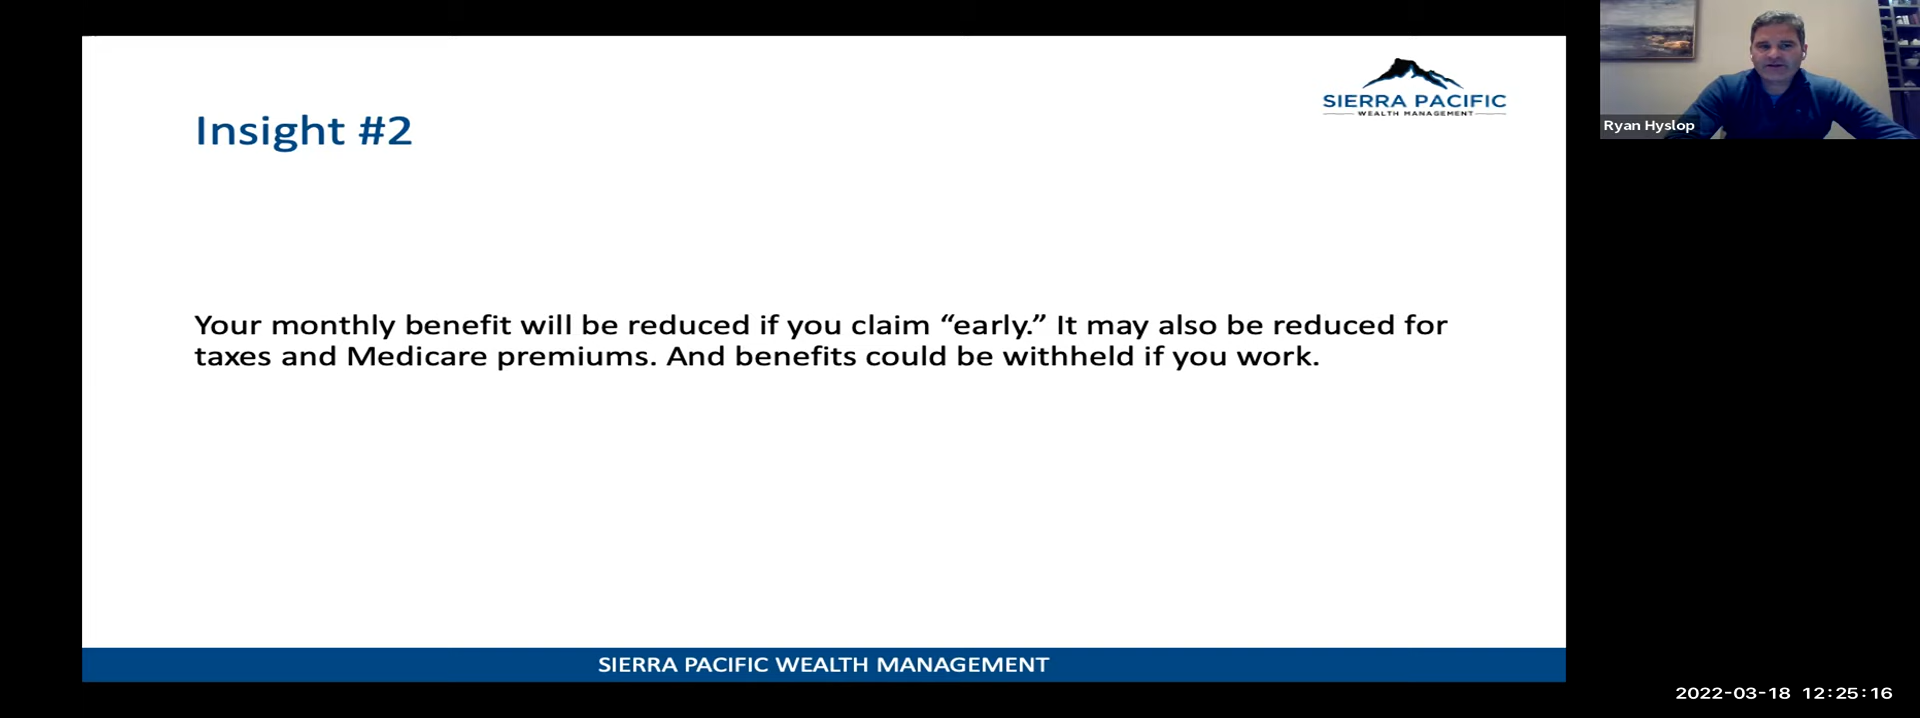 SIERRA PACIFIC
WEALTH MANAGEMENT
Insight #2
Ryan Hyslop
Your monthly benefit will be reduced if you claim “early.” It may also be reduced for
taxes and Medicare premiums. And benefits could be withheld if you work.
SIERRA PACIFIC WEALTH MANAGEMENT
2022-03-18 12:25:16